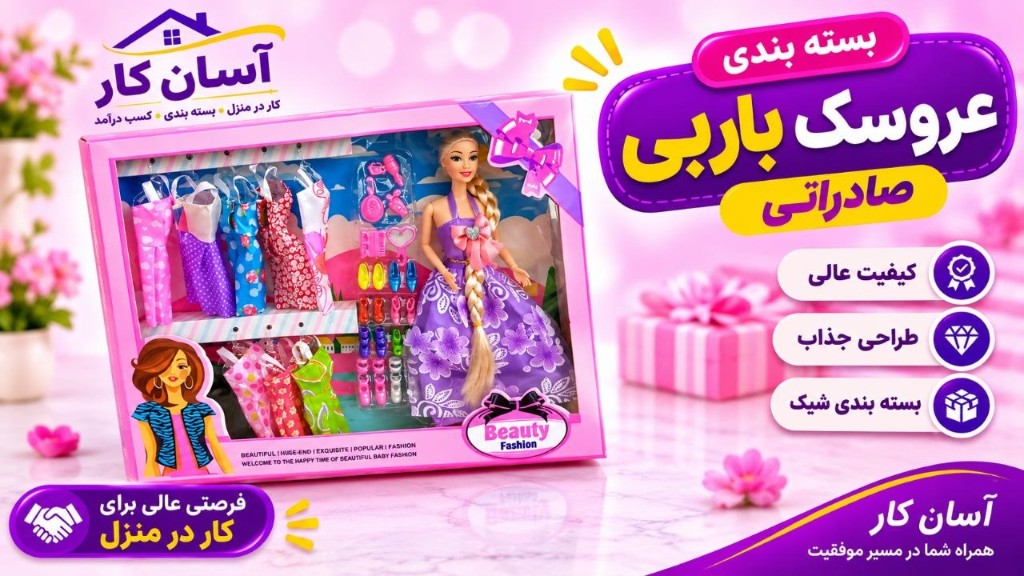 آسان کار
کار در منزل • بسته بندی • کسب درآمد
بسته بندی
عروسک باربی
صادراتی
کیفیت عالی
طراحی جذاب
بسته بندی شیک
Beauty
Fashion
BEAUTIFUL | HUGE-END | EXQUISITE | POPULAR | FASHION
WELCOME TO THE HAPPY TIME OF BEAUTIFUL BABY FASHION
فرصتی عالی برای
کار در منزل
آسان کار
همراه شما در مسیر موفقیت